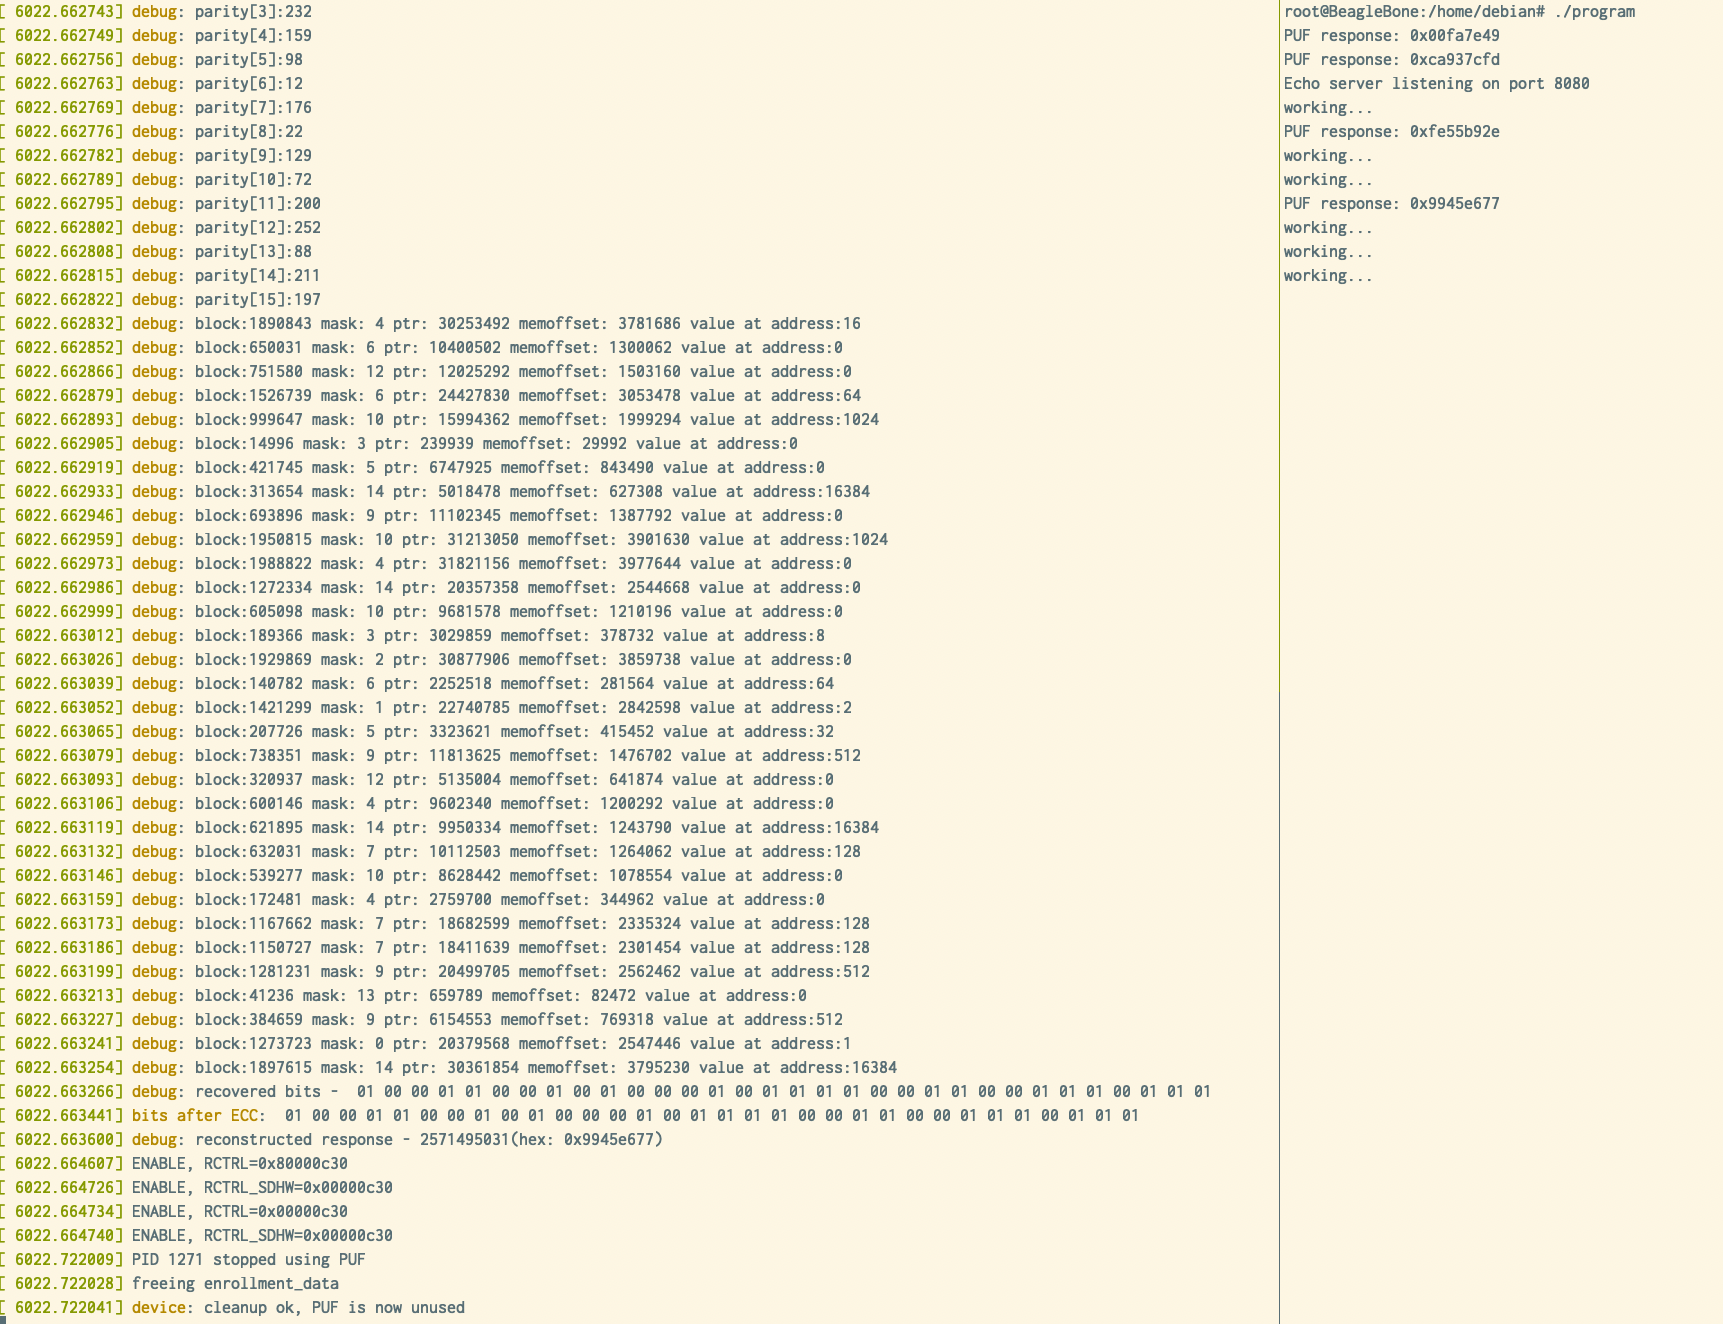 [ 6022.662743] debug: parity[3]:232
[ 6022.662749] debug: parity[4]:159
[ 6022.662756] debug: parity[5]:98
[ 6022.662763] debug: parity[6]:12
[ 6022.662769] debug: parity[7]:176
[ 6022.662776] debug: parity[8]:22
[ 6022.662782] debug: parity[9]:129
[ 6022.662789] debug: parity[10]:72
[ 6022.662795] debug: parity[11]:200
[ 6022.662802] debug: parity[12]:252
[ 6022.662808] debug: parity[13]:88
[ 6022.662815] debug: parity[14]:211
[ 6022.662822] debug: parity[15]:197
[ 6022.662832] debug: block:1890843 mask: 4 ptr: 30253492 memoffset: 3781686 value at address:16
[ 6022.662852] debug: block:650031 mask: 6 ptr: 10400502 memoffset: 1300062 value at address:0
[ 6022.662866] debug: block:751580 mask: 12 ptr: 12025292 memoffset: 1503160 value at address:0
[ 6022.662879] debug: block:1526739 mask: 6 ptr: 24427830 memoffset: 3053478 value at address:64
[ 6022.662893] debug: block:999647 mask: 10 ptr: 15994362 memoffset: 1999294 value at address:1024
[ 6022.662905] debug: block:14996 mask: 3 ptr: 239939 memoffset: 29992 value at address:0
[ 6022.662919] debug: block:421745 mask: 5 ptr: 6747925 memoffset: 843490 value at address:0
[ 6022.662933] debug: block:313654 mask: 14 ptr: 5018478 memoffset: 627308 value at address:16384
[ 6022.662946] debug: block:693896 mask: 9 ptr: 11102345 memoffset: 1387792 value at address:0
[ 6022.662959] debug: block:1950815 mask: 10 ptr: 31213050 memoffset: 3901630 value at address:1024
[ 6022.662973] debug: block:1988822 mask: 4 ptr: 31821156 memoffset: 3977644 value at address:0
[ 6022.662986] debug: block:1272334 mask: 14 ptr: 20357358 memoffset: 2544668 value at address:0
[ 6022.662999] debug: block:605098 mask: 10 ptr: 9681578 memoffset: 1210196 value at address:0
[ 6022.663012] debug: block:189366 mask: 3 ptr: 3029859 memoffset: 378732 value at address:8
[ 6022.663026] debug: block:1929869 mask: 2 ptr: 30877906 memoffset: 3859738 value at address:0
[ 6022.663039] debug: block:140782 mask: 6 ptr: 2252518 memoffset: 281564 value at address:64
[ 6022.663052] debug: block:1421299 mask: 1 ptr: 22740785 memoffset: 2842598 value at address:2
[ 6022.663065] debug: block:207726 mask: 5 ptr: 3323621 memoffset: 415452 value at address:32
[ 6022.663079] debug: block:738351 mask: 9 ptr: 11813625 memoffset: 1476702 value at address:512
[ 6022.663093] debug: block:320937 mask: 12 ptr: 5135004 memoffset: 641874 value at address:0
[ 6022.663106] debug: block:600146 mask: 4 ptr: 9602340 memoffset: 1200292 value at address:0
[ 6022.663119] debug: block:621895 mask: 14 ptr: 9950334 memoffset: 1243790 value at address:16384
[ 6022.663132] debug: block:632031 mask: 7 ptr: 10112503 memoffset: 1264062 value at address:128
[ 6022.663146] debug: block:539277 mask: 10 ptr: 8628442 memoffset: 1078554 value at address:0
[ 6022.663159] debug: block:172481 mask: 4 ptr: 2759700 memoffset: 344962 value at address:0
[ 6022.663173] debug: block:1167662 mask: 7 ptr: 18682599 memoffset: 2335324 value at address:128
[ 6022.663186] debug: block:1150727 mask: 7 ptr: 18411639 memoffset: 2301454 value at address:128
[ 6022.663199] debug: block:1281231 mask: 9 ptr: 20499705 memoffset: 2562462 value at address:512
[ 6022.663213] debug: block:41236 mask: 13 ptr: 659789 memoffset: 82472 value at address:0
[ 6022.663227] debug: block:384659 mask: 9 ptr: 6154553 memoffset: 769318 value at address:512
[ 6022.663241] debug: block:1273723 mask: 0 ptr: 20379568 memoffset: 2547446 value at address:1
[ 6022.663254] debug: block:1897615 mask: 14 ptr: 30361854 memoffset: 3795230 value at address:16384
[ 6022.663266] debug: recovered bits -  01 00 00 01 01 00 00 01 00 01 00 00 00 01 00 01 01 01 01 00 00 01 01 00 00 01 01 01 00 01 01 01
[ 6022.663441] bits after ECC:  01 00 00 01 01 00 00 01 00 01 00 00 00 01 00 01 01 01 01 00 00 01 01 00 00 01 01 01 00 01 01 01
[ 6022.663600] debug: reconstructed response - 2571495031(hex: 0x9945e677)
[ 6022.664607] ENABLE, RCTRL=0x80000c30
[ 6022.664726] ENABLE, RCTRL_SDHW=0x00000c30
[ 6022.664734] ENABLE, RCTRL=0x00000c30
[ 6022.664740] ENABLE, RCTRL_SDHW=0x00000c30
[ 6022.722009] PID 1271 stopped using PUF
[ 6022.722028] freeing enrollment_data
[ 6022.722041] device: cleanup ok, PUF is now unused
root@BeagleBone:/home/debian# ./program
PUF response: 0x00fa7e49
PUF response: 0xca937cfd
Echo server listening on port 8080
working...
PUF response: 0xfe55b92e
working...
working...
PUF response: 0x9945e677
working...
working...
working...